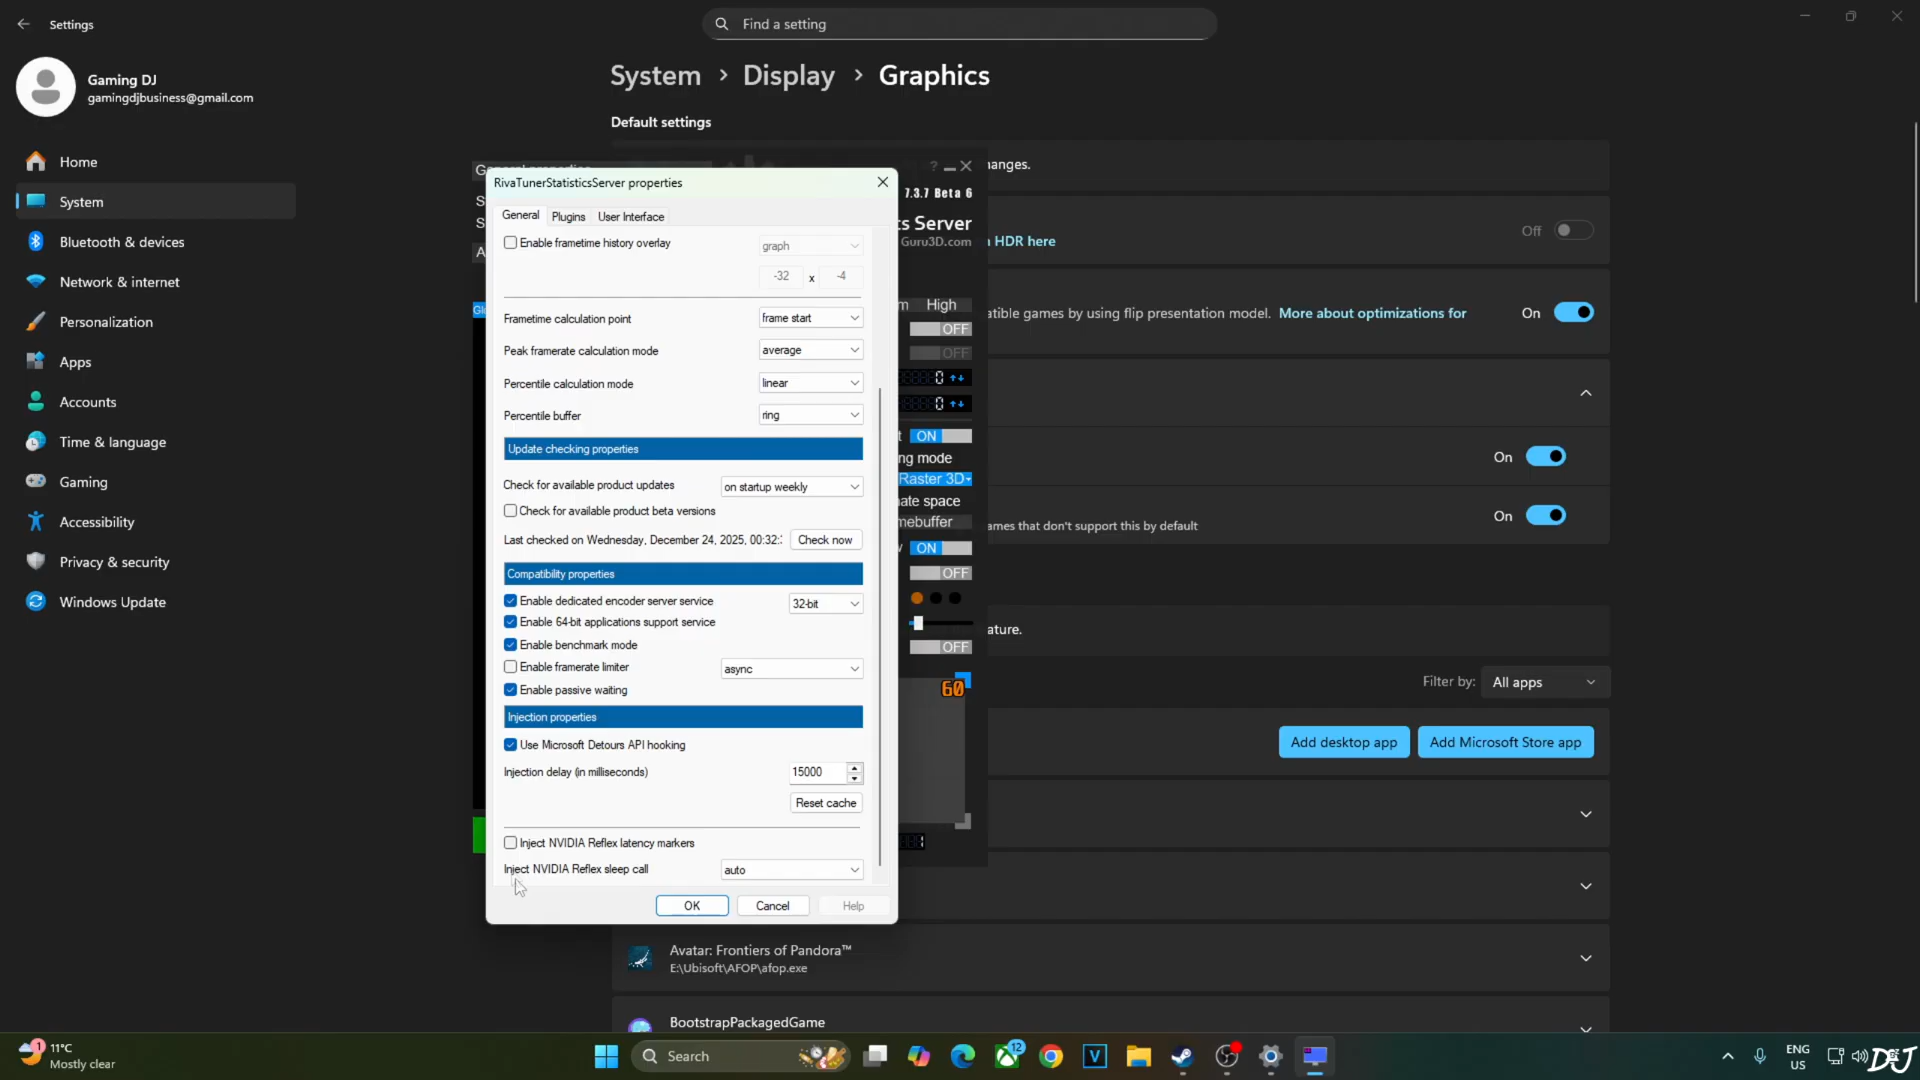 Settings
Find a setting
Gaming DJ
gamingdjbusiness@gmail.com
Home
System
Bluetooth & devices
Network & internet
Personalization
Apps
Accounts
Time & language
Gaming
Accessibility
Privacy & security
Windows Update
System > Display > Graphics
Default settings
anges.
HDR here
Off
atible games by using flip presentation model. More about optimizations for
On
On
ames that don't support this by default
On
ature.
Filter by: All apps
Add desktop app
Add Microsoft Store app
Avatar: Frontiers of Pandora™
E:\Ubisoft\AFOP\afop.exe
BootstrapPackagedGame
?
7.3.7 Beta 6
s Server
Guru3D.com
m High
OFF
OFF
0
0
t ON
ng mode
Raster 3D
ate space
mebuffer
ON
OFF
OFF
60
RivaTunerStatisticsServer properties
General
Plugins
User Interface
Enable frametime history overlay
graph
-32 x -4
Frametime calculation point
frame start
Peak framerate calculation mode
average
Percentile calculation mode
linear
Percentile buffer
ring
Update checking properties
Check for available product updates
on startup weekly
Check for available product beta versions
Last checked on Wednesday, December 24, 2025, 00:32:
Check now
Compatibility properties
Enable dedicated encoder server service
32-bit
Enable 64-bit applications support service
Enable benchmark mode
Enable framerate limiter
async
Enable passive waiting
Injection properties
Use Microsoft Detours API hooking
Injection delay (in milliseconds)
15000
Reset cache
Inject NVIDIA Reflex latency markers
Inject NVIDIA Reflex sleep call
auto
OK
Cancel
Help
1
11°C
Mostly clear
Search
12
V
ENG
US
DJ